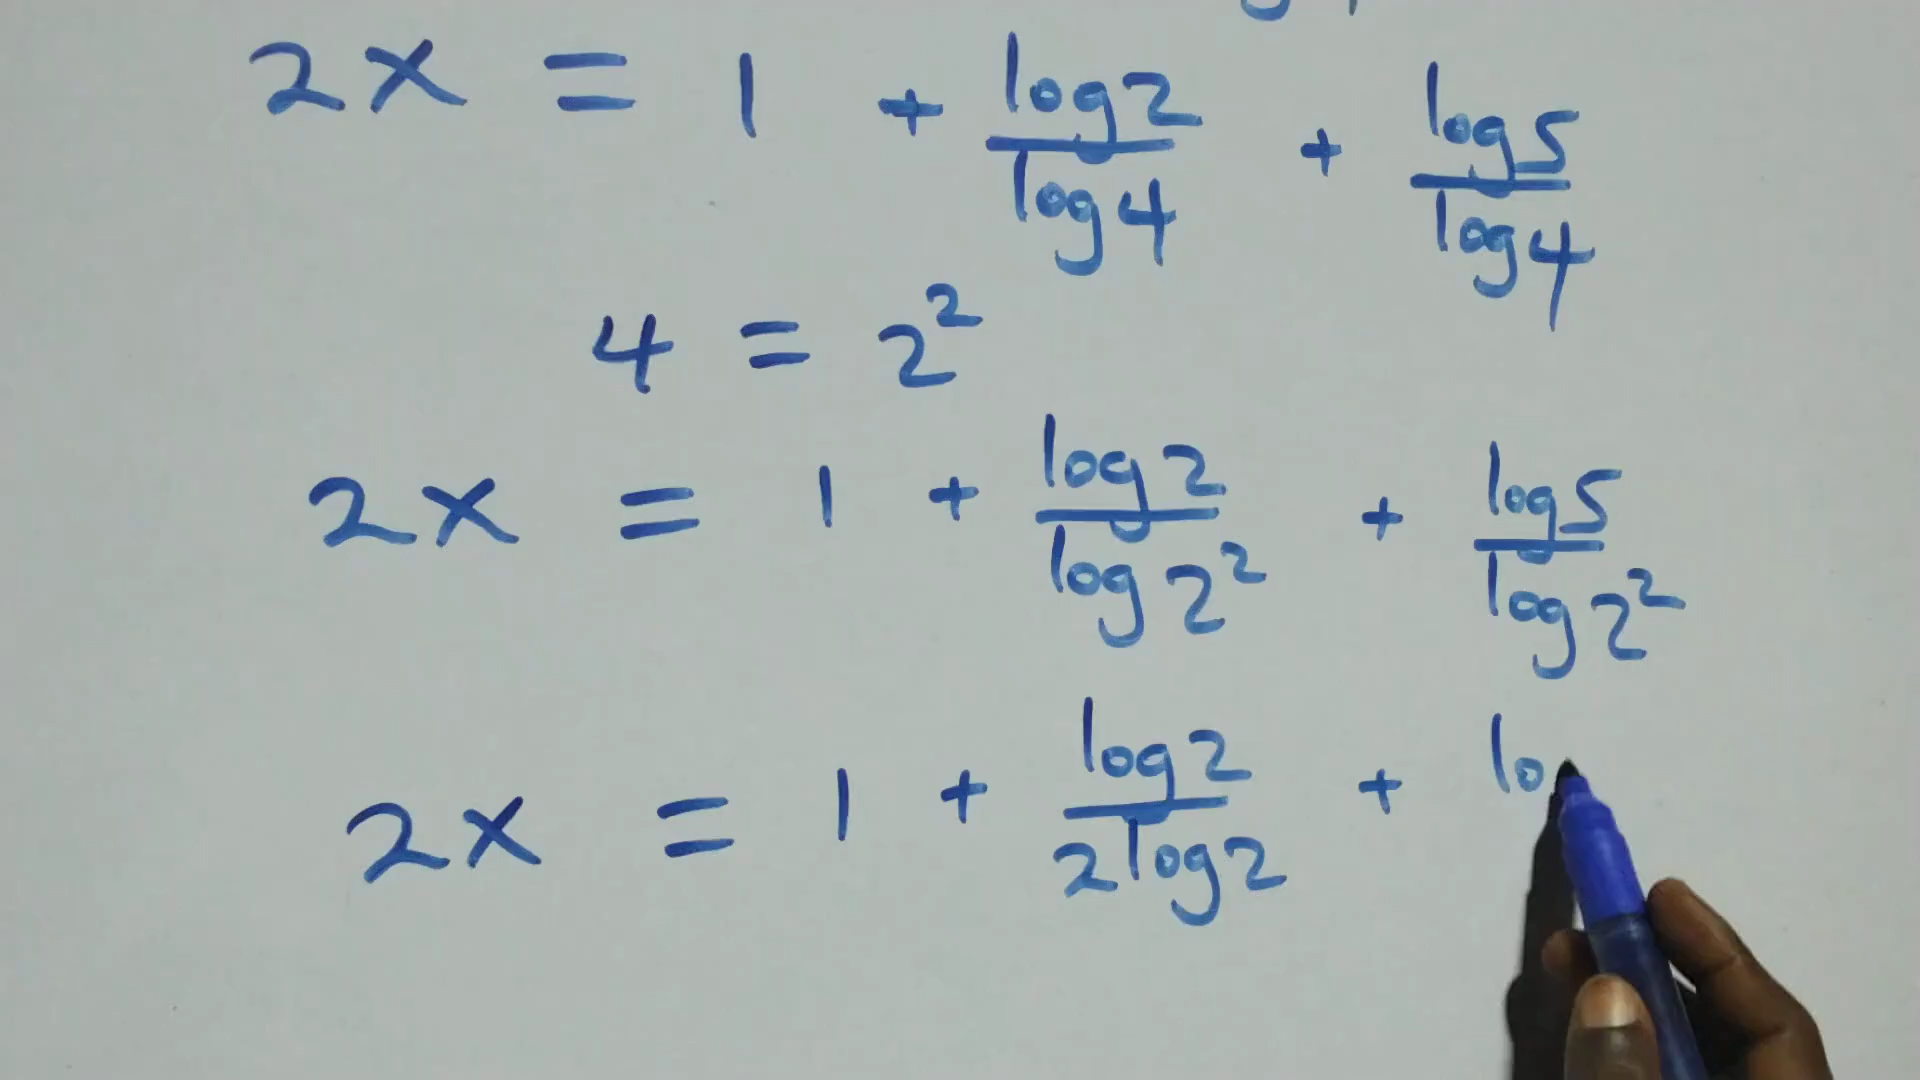 2x = 1 + log2/log4 + log5/log4
4 = 2²
2x = 1 + log2/log2² + log5/log2²
2x = 1 + log2/2log2 + lo